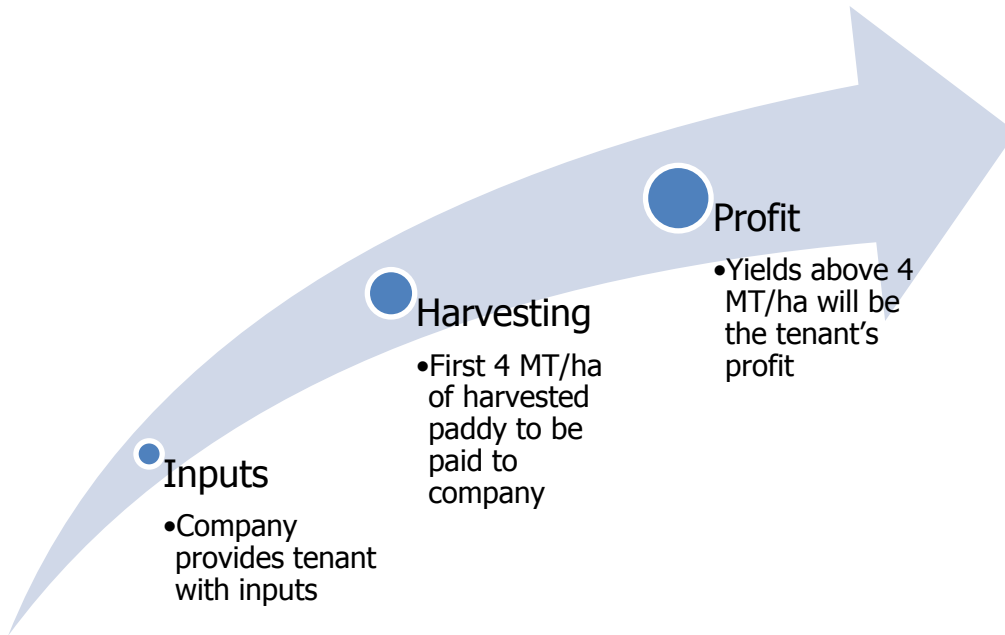 Inputs
•Company
provides tenant
with inputs
Harvesting
•First 4 MT/ha
of harvested
paddy to be
paid to
company
Profit
•Yields above 4
MT/ha will be
the tenant’s
profit